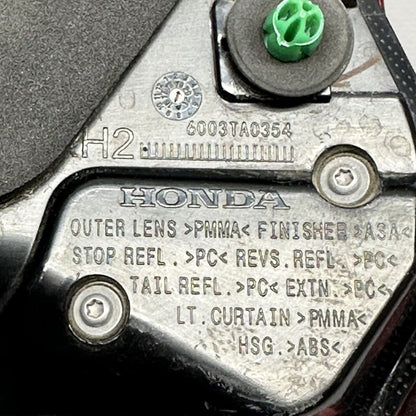 6003TA0354
H2
HONDA
OUTER LENS >PMMA< FINISHER >ASA<
STOP REFL. >PC< REVS.REFL. >PC<
TAIL REFL. >PC< EXTN. >PC<
LT. CURTAIN >PMMA<
HSG. >ABS<